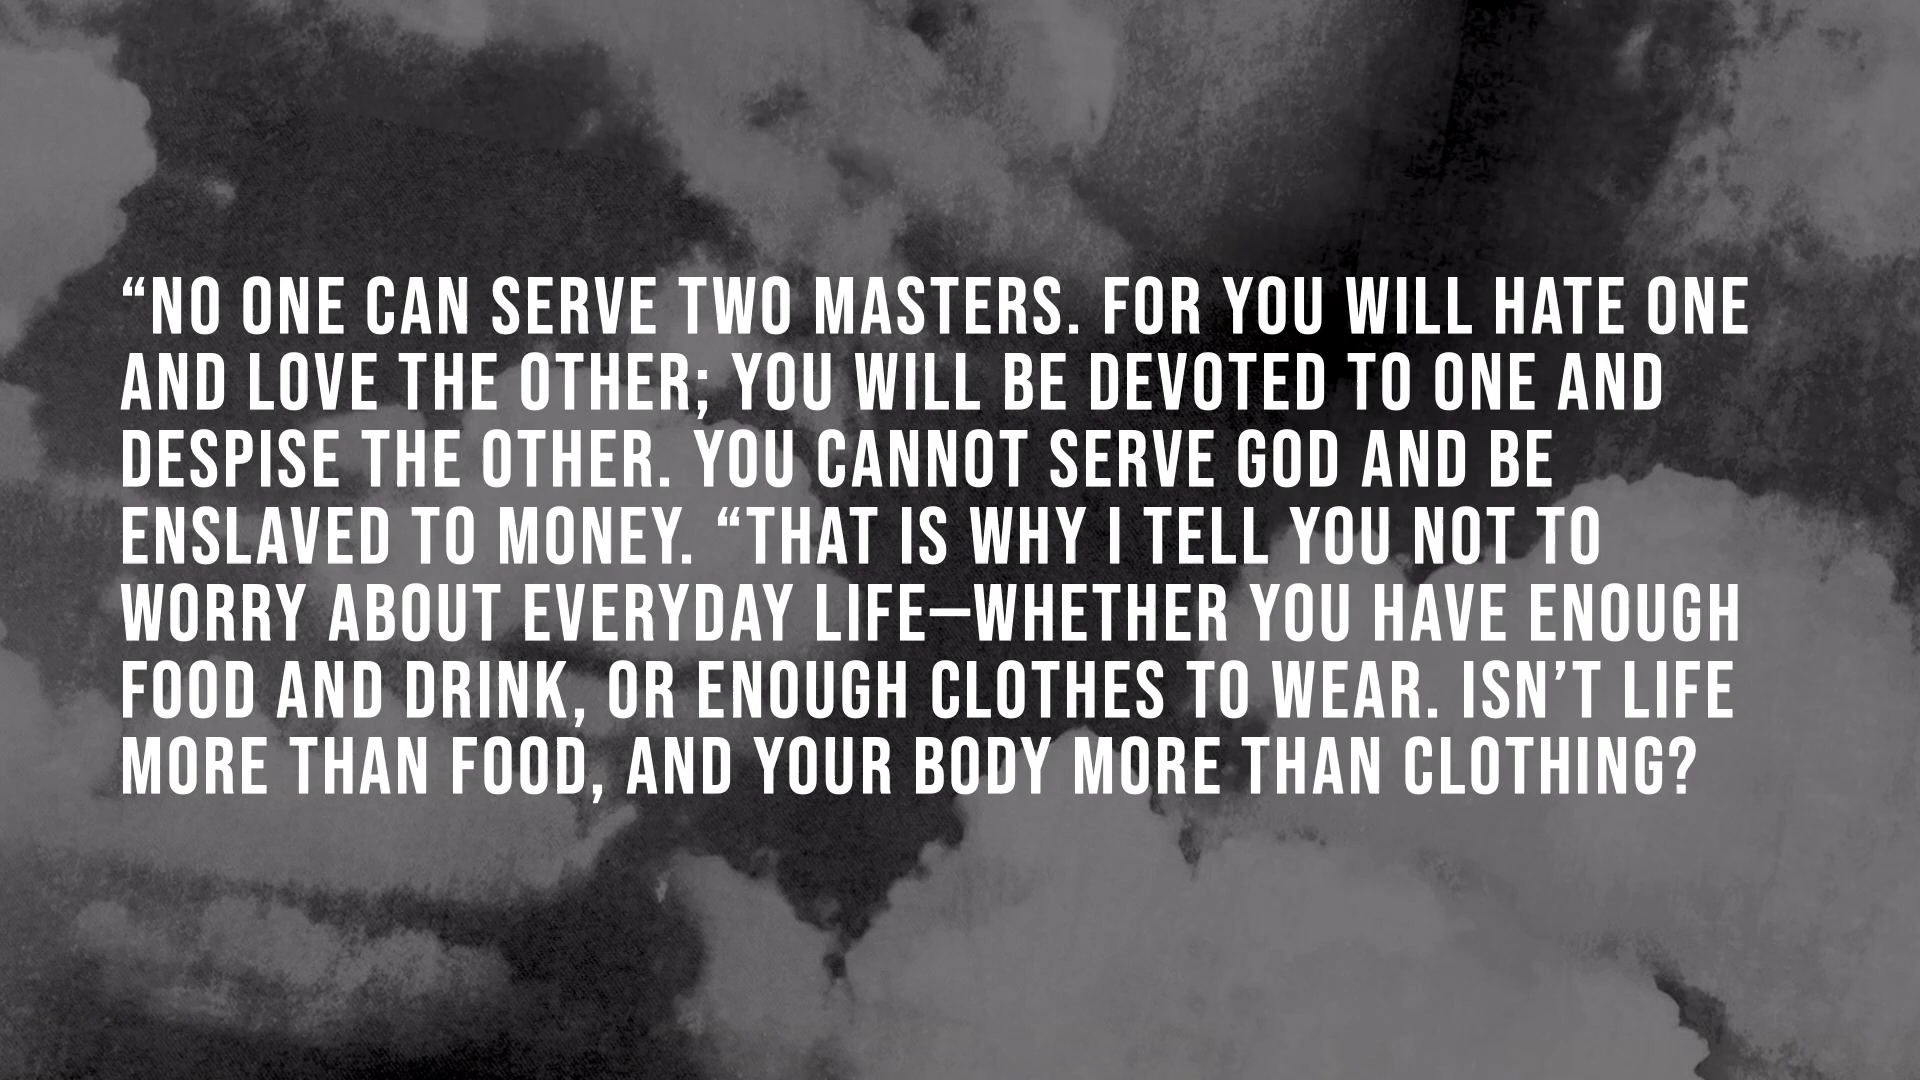 “NO ONE CAN SERVE TWO MASTERS. FOR YOU WILL HATE ONE
AND LOVE THE OTHER; YOU WILL BE DEVOTED TO ONE AND
DESPISE THE OTHER. YOU CANNOT SERVE GOD AND BE
ENSLAVED TO MONEY. “THAT IS WHY I TELL YOU NOT TO
WORRY ABOUT EVERYDAY LIFE—WHETHER YOU HAVE ENOUGH
FOOD AND DRINK, OR ENOUGH CLOTHES TO WEAR. ISN’T LIFE
MORE THAN FOOD, AND YOUR BODY MORE THAN CLOTHING?